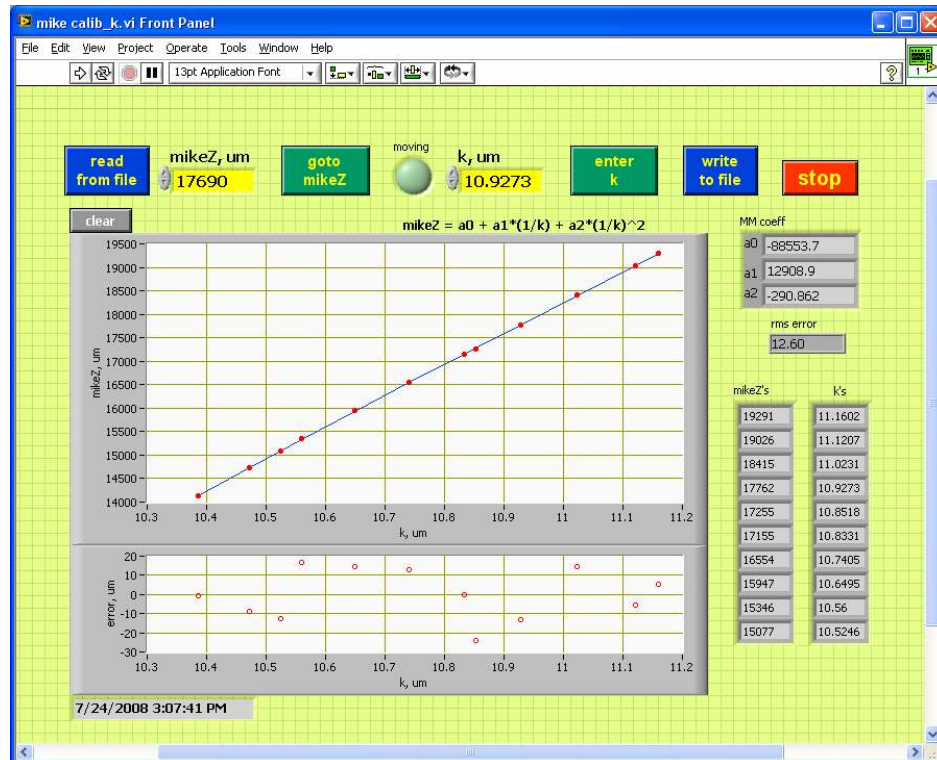 mike calib_k.vi Front Panel
File Edit View Project Operate Tools Window Help
13pt Application Font
1
read from file
mikeZ, um
17690
goto mikeZ
moving
k, um
10.9273
enter k
write to file
stop
clear
mikeZ = a0 + a1*(1/k) + a2*(1/k)^2
MM coeff
a0 -88553.7
a1 12908.9
a2 -290.862
rms error
12.60
mikeZ, um
19500
19000
18500
18000
17500
17000
16500
16000
15500
15000
14500
14000
10.3 10.4 10.5 10.6 10.7 10.8 10.9 11 11.1 11.2
k, um
error, um
20
10
0
-10
-20
-30
10.3 10.4 10.5 10.6 10.7 10.8 10.9 11 11.1 11.2
k, um
mikeZ's k's
19291 11.1602
19026 11.1207
18415 11.0231
17762 10.9273
17255 10.8518
17155 10.8331
16554 10.7405
15947 10.6495
15346 10.56
15077 10.5246
7/24/2008 3:07:41 PM